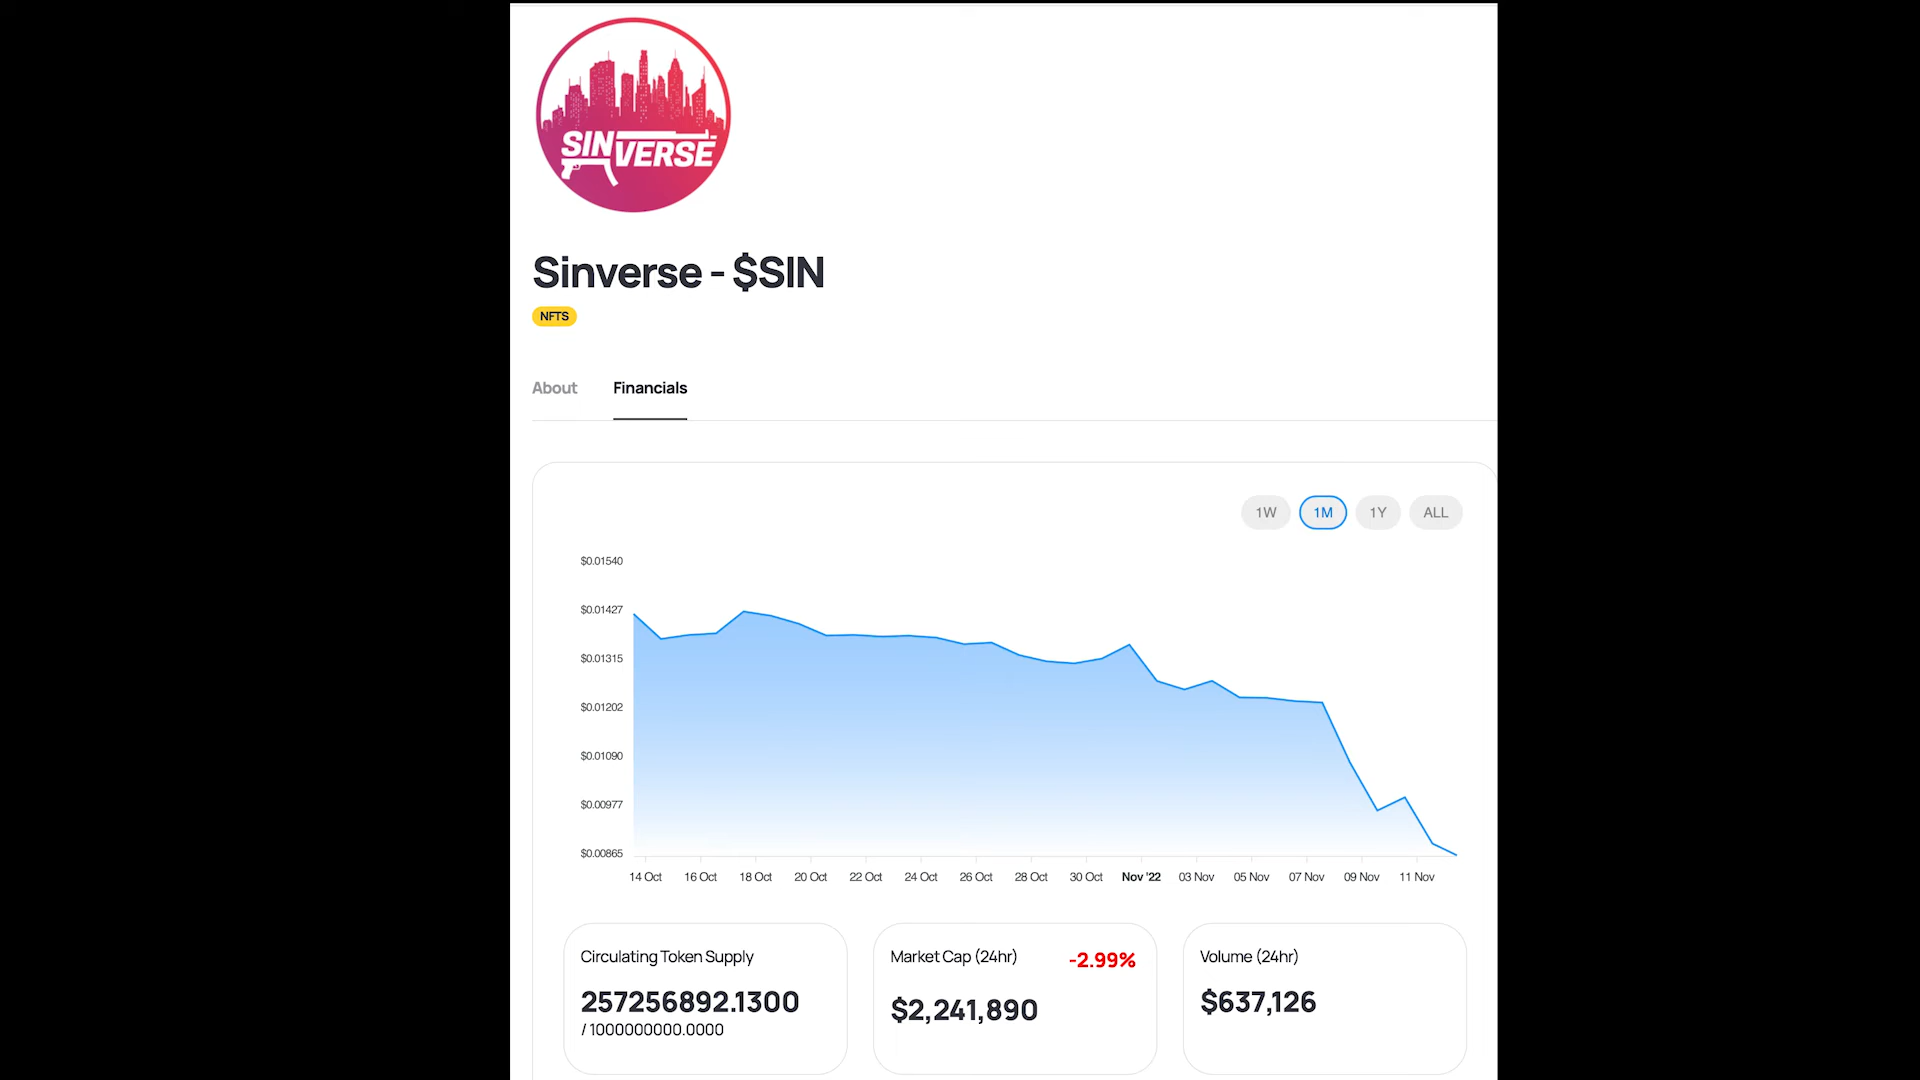 SINVERSE
Sinverse - $SIN
NFTS
About Financials
1W 1M 1Y ALL
$0.01540
$0.01427
$0.01315
$0.01202
$0.01090
$0.00977
$0.00865
14 Oct 16 Oct 18 Oct 20 Oct 22 Oct 24 Oct 26 Oct 28 Oct 30 Oct Nov '22 03 Nov 05 Nov 07 Nov 09 Nov 11 Nov
Circulating Token Supply
257256892.1300
/ 1000000000.0000
Market Cap (24hr) -2.99%
$2,241,890
Volume (24hr)
$637,126